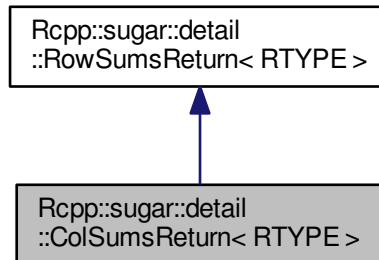 Rcpp::sugar::detail
::RowSumsReturn< RTYPE >
Rcpp::sugar::detail
::ColSumsReturn< RTYPE >